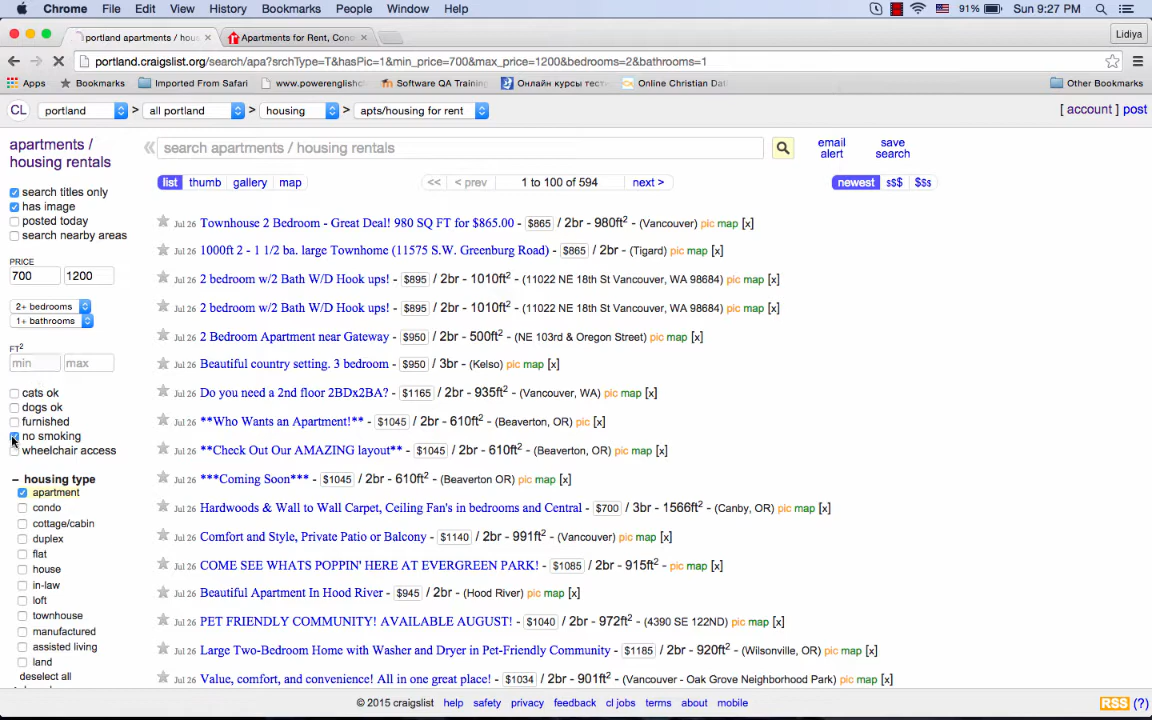 Chrome File Edit View History Bookmarks People Window Help 91% Sun 9:27 PM
portland apartments / hou Apartments for Rent, Con Lidiya
portland.craigslist.org/search/apa?srchType=T&hasPic=1&min_price=700&max_price=1200&bedrooms=2&bathrooms=1
Apps Bookmarks Imported From Safari www.powerenglish Software QA Training Онлайн курсы тест Online Christian Dat Other Bookmarks
CL portland > all portland > housing > apts/housing for rent [ account ] post
apartments / housing rentals
« search apartments / housing rentals email alert save search
list thumb gallery map << < prev 1 to 100 of 594 next > newest $$$ $$$
search titles only
has image
posted today
search nearby areas
PRICE
700 1200
2+ bedrooms
1+ bathrooms
FT²
min max
cats ok
dogs ok
furnished
no smoking
wheelchair access
– housing type
apartment
condo
cottage/cabin
duplex
flat
house
in-law
loft
townhouse
manufactured
assisted living
land
deselect all
Jul 26 Townhouse 2 Bedroom - Great Deal! 980 SQ FT for $865.00 - $865 / 2br - 980ft² - (Vancouver) pic map [x]
Jul 26 1000ft 2 - 1 1/2 ba. large Townhome (11575 S.W. Greenburg Road) - $865 / 2br - (Tigard) pic map [x]
Jul 26 2 bedroom w/2 Bath W/D Hook ups! - $895 / 2br - 1010ft² - (11022 NE 18th St Vancouver, WA 98684) pic map [x]
Jul 26 2 bedroom w/2 Bath W/D Hook ups! - $895 / 2br - 1010ft² - (11022 NE 18th St Vancouver, WA 98684) pic map [x]
Jul 26 2 Bedroom Apartment near Gateway - $950 / 2br - 500ft² - (NE 103rd & Oregon Street) pic map [x]
Jul 26 Beautiful country setting. 3 bedroom - $950 / 3br - (Kelso) pic map [x]
Jul 26 Do you need a 2nd floor 2BDx2BA? - $1165 / 2br - 935ft² - (Vancouver, WA) pic map [x]
Jul 26 **Who Wants an Apartment!** - $1045 / 2br - 610ft² - (Beaverton, OR) pic [x]
Jul 26 **Check Out Our AMAZING layout** - $1045 / 2br - 610ft² - (Beaverton, OR) pic map [x]
Jul 26 ***Coming Soon*** - $1045 / 2br - 610ft² - (Beaverton OR) pic map [x]
Jul 26 Hardwoods & Wall to Wall Carpet, Ceiling Fan's in bedrooms and Central - $700 / 3br - 1566ft² - (Canby, OR) pic map [x]
Jul 26 Comfort and Style, Private Patio or Balcony - $1140 / 2br - 991ft² - (Vancouver) pic map [x]
Jul 26 COME SEE WHATS POPPIN' HERE AT EVERGREEN PARK! - $1085 / 2br - 915ft² - pic map [x]
Jul 26 Beautiful Apartment In Hood River - $945 / 2br - (Hood River) pic map [x]
Jul 26 PET FRIENDLY COMMUNITY! AVAILABLE AUGUST! - $1040 / 2br - 972ft² - (4390 SE 122ND) pic map [x]
Jul 26 Large Two-Bedroom Home with Washer and Dryer in Pet-Friendly Community - $1185 / 2br - 920ft² - (Wilsonville, OR) pic map [x]
Jul 26 Value, comfort, and convenience! All in one great place! - $1034 / 2br - 901ft² - (Vancouver - Oak Grove Neighborhood Park) pic map [x]
© 2015 craigslist help safety privacy feedback cl jobs terms about mobile RSS (?)